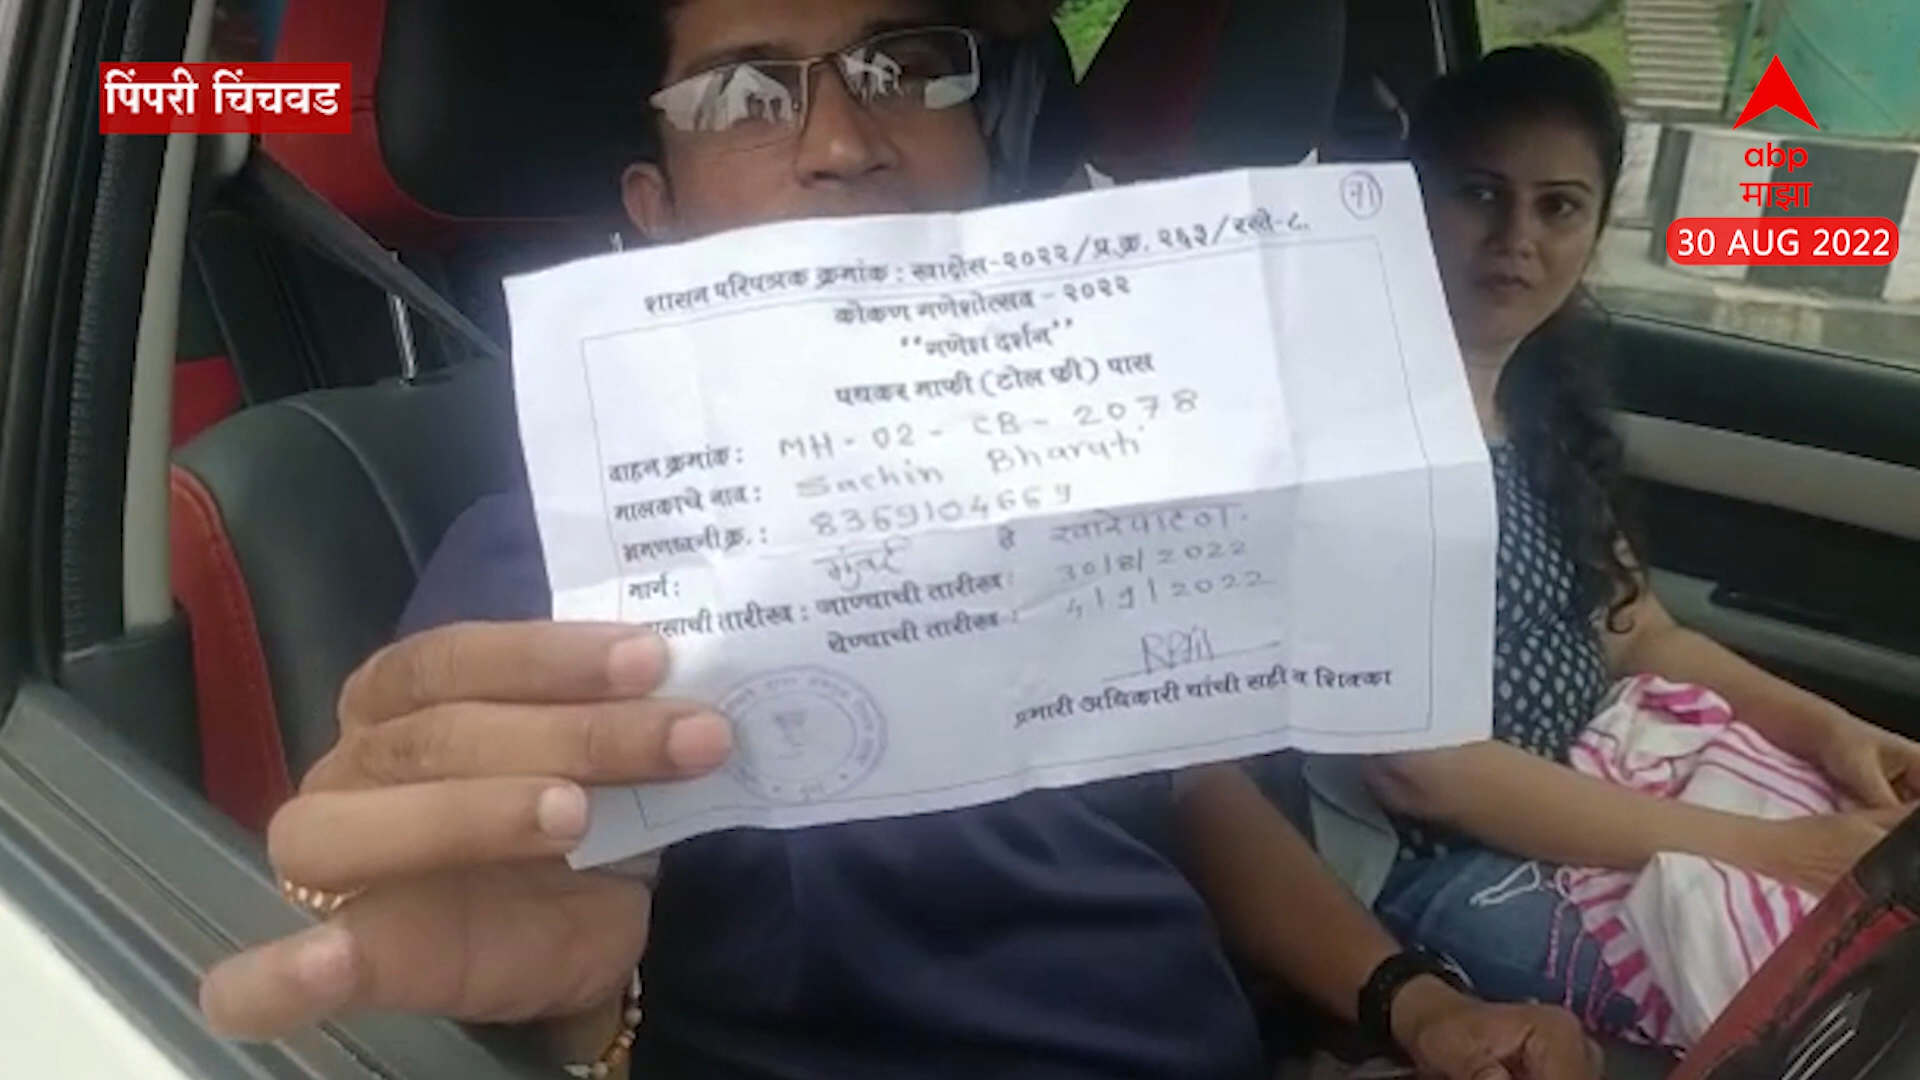 पिंपरी चिंचवड
abp
माझा
30 AUG 2022
71
शासन परिपत्रक क्रमांक : खाक्षेस-२०२२/प्र.क्र. २६३/रस्ते-८.
कोकण गणेशोत्सव - २०२२
"गणेश दर्शन"
पथकर माफी (टोल फ्री) पास
वाहन क्रमांक : MH - 02 - CB - 2078
मालकाचे नाव : Sachin Bharati
भ्रमणध्वनी क्र. : 8369104669
मार्ग : मुंबई ते खारेपाटण.
साची तारीख : जाण्याची तारीख : 30/8/2022
येण्याची तारीख : 4/9/2022
प्रभारी अधिकारी यांची सही व शिक्का